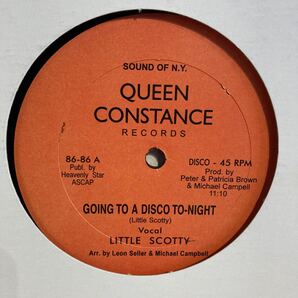 SOUND OF N.Y.
QUEEN
CONSTANCE
RECORDS
86-86 A
Publ. by
Heavenly Star
ASCAP
DISCO - 45 RPM
Prod. by
Peter & Patricia Brown
& Michael Campell
11:10
GOING TO A DISCO TO-NIGHT
(Little Scotty)
Vocal
LITTLE SCOTTY
Arr. by Leon Seller & Michael Campbell